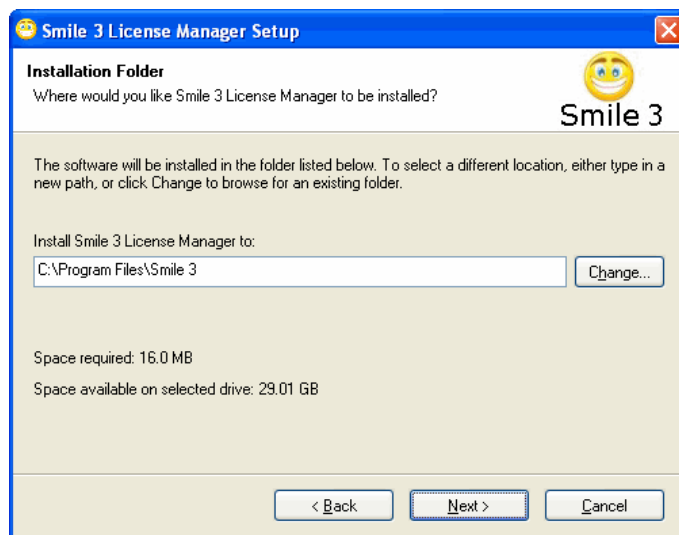 Smile 3 License Manager Setup
Installation Folder
Where would you like Smile 3 License Manager to be installed?
Smile 3
The software will be installed in the folder listed below. To select a different location, either type in a
new path, or click Change to browse for an existing folder.
Install Smile 3 License Manager to:
C:\Program Files\Smile 3
Change...
Space required: 16.0 MB
Space available on selected drive: 29.01 GB
< Back
Next >
Cancel